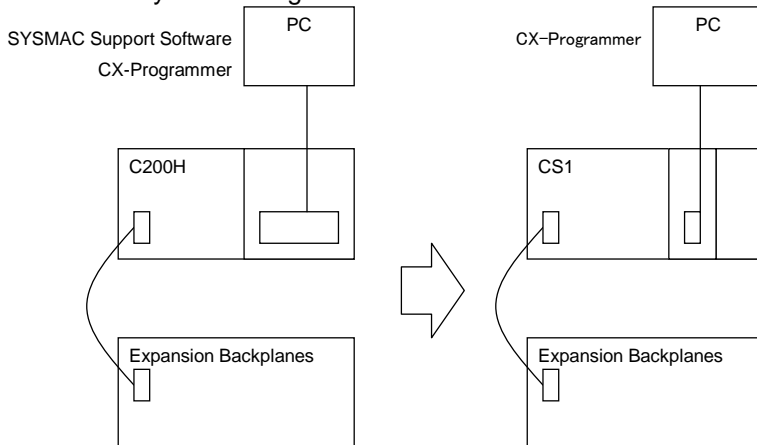 SYSMAC Support Software
CX-Programmer
PC
C200H
Expansion Backplanes
CX-Programmer
PC
CS1
Expansion Backplanes